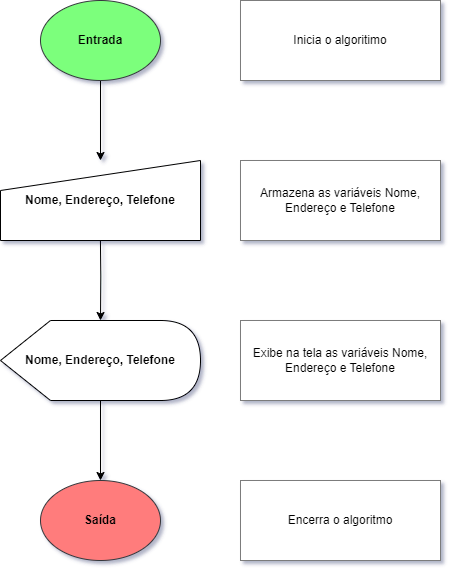 Entrada
Inicia o algoritimo
Nome, Endereço, Telefone
Armazena as variáveis Nome,
Endereço e Telefone
Nome, Endereço, Telefone
Exibe na tela as variáveis Nome,
Endereço e Telefone
Saída
Encerra o algoritmo